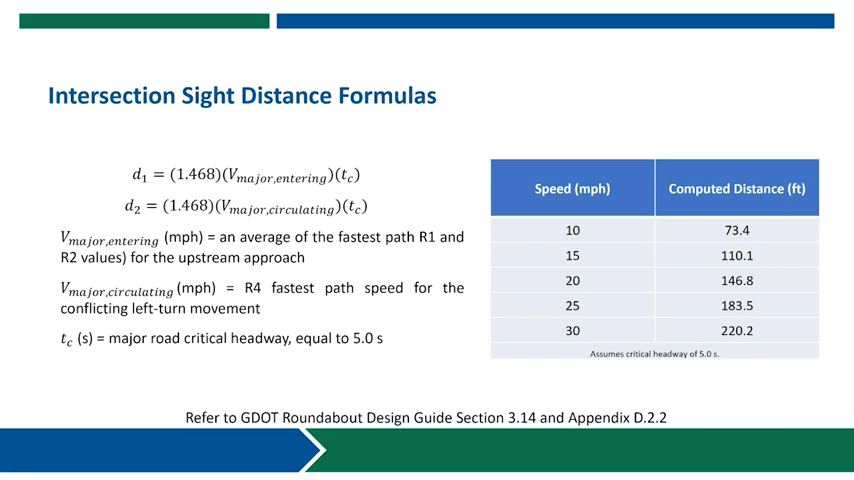 Intersection Sight Distance Formulas
d₁ = (1.468)(V_major,entering)(t_c)
d₂ = (1.468)(V_major,circulating)(t_c)
V_major,entering (mph) = an average of the fastest path R1 and
R2 values) for the upstream approach
V_major,circulating (mph) = R4 fastest path speed for the
conflicting left-turn movement
t_c (s) = major road critical headway, equal to 5.0 s
Speed (mph) Computed Distance (ft)
10 73.4
15 110.1
20 146.8
25 183.5
30 220.2
Assumes critical headway of 5.0 s.
Refer to GDOT Roundabout Design Guide Section 3.14 and Appendix D.2.2